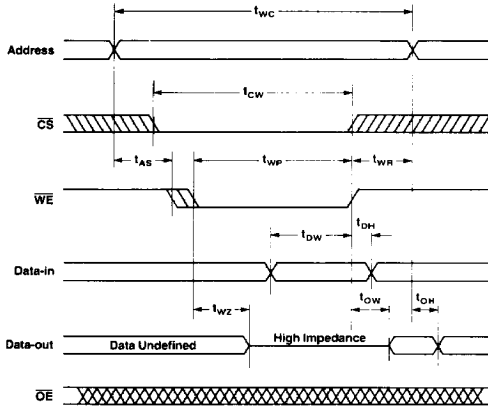 tWC
Address
tCW
CS
tAS
tWP
tWR
WE
tDW
tDH
Data-in
tWZ
tOW
tOH
Data-out
Data Undefined
High Impedance
OE